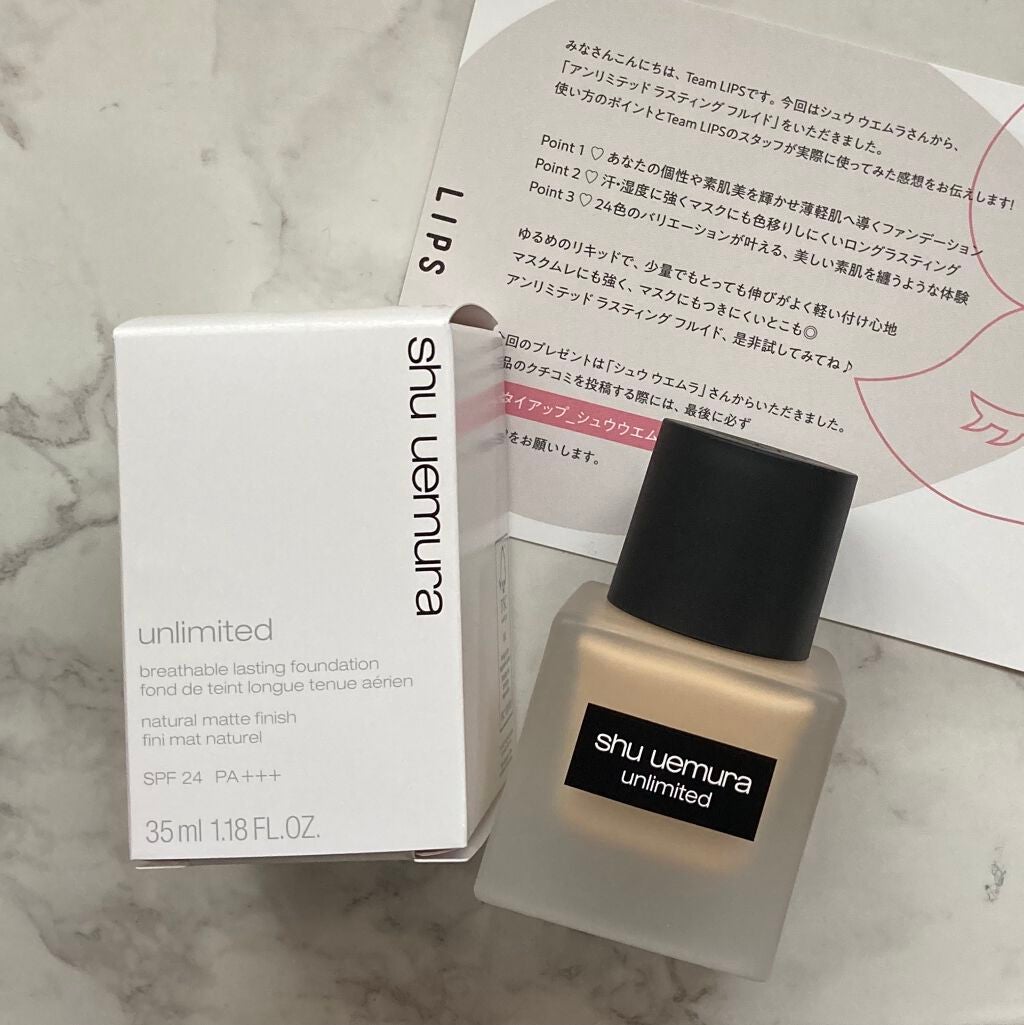 みなさんこんにちは、Team LIPSです。今回はシュウ ウエムラさんから、
「アンリミテッド ラスティング フルイド」をいただきました。
使い方のポイントとTeam LIPSのスタッフが実際に使ってみた感想をお伝えします!
Point 1 ♡ あなたの個性や素肌美を輝かせ薄軽肌へ導くファンデーション
Point 2 ♡ 汗・湿度に強くマスクにも色移りしにくいロングラスティング
Point 3 ♡ 24色のバリエーションが叶える、美しい素肌を纏うような体験
ゆるめのリキッドで、少量でもとっても伸びがよく軽い付け心地
マスクムレにも強く、マスクにもつきにくいとこも◎
アンリミテッド ラスティング フルイド、是非試してみてね♪
今回のプレゼントは「シュウ ウエムラ」さんからいただきました。
品のクチコミを投稿する際には、最後に必ず
タイアップ_シュウウエム
をお願いします。
LIPS
shu uemura
unlimited
breathable lasting foundation
fond de teint longue tenue aérien
natural matte finish
fini mat naturel
SPF 24 PA+++
35 ml 1.18 FL.OZ.
shu uemura
unlimited